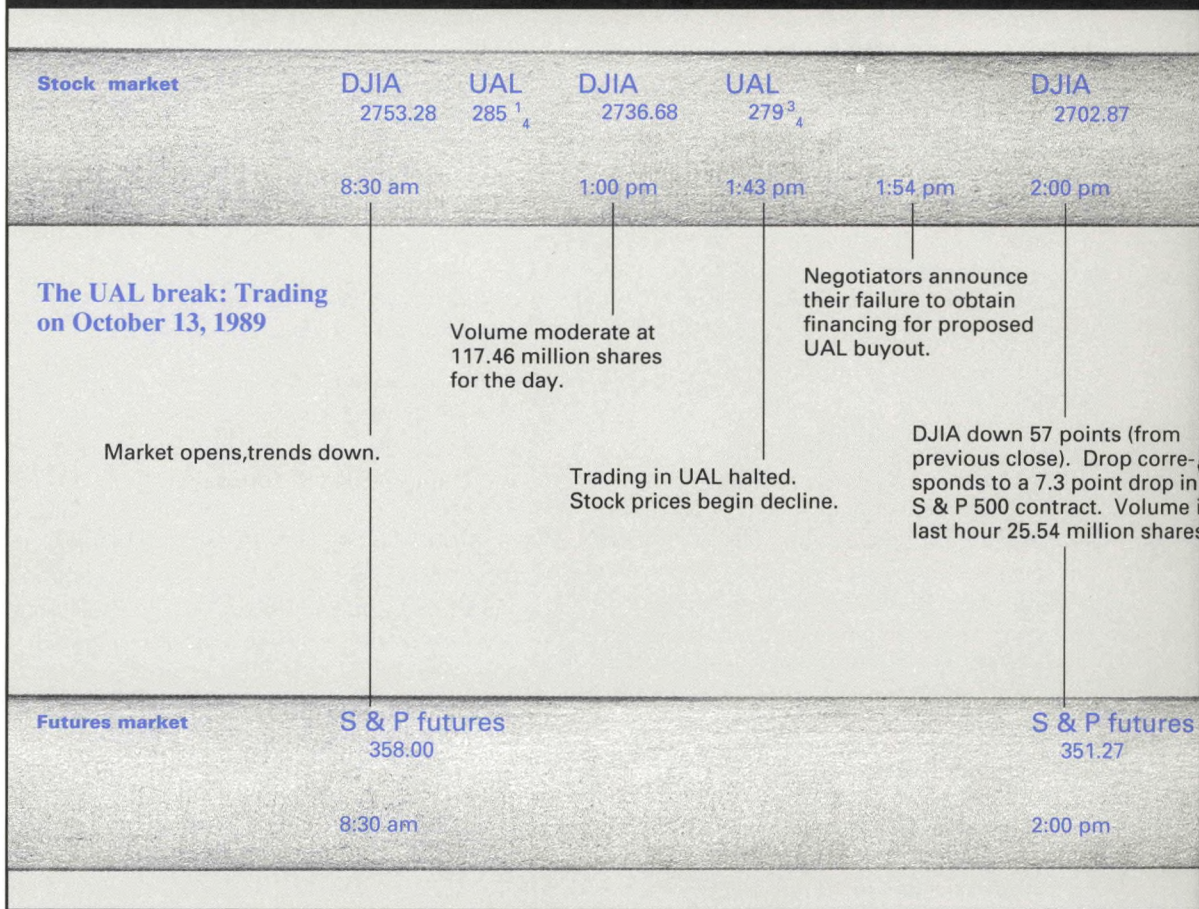 Stock market
DJIA UAL DJIA UAL DJIA
2753.28 285 1/4 2736.68 279 3/4 2702.87
8:30 am 1:00 pm 1:43 pm 1:54 pm 2:00 pm
The UAL break: Trading
on October 13, 1989
Negotiators announce
their failure to obtain
financing for proposed
UAL buyout.
Volume moderate at
117.46 million shares
for the day.
Market opens,trends down.
Trading in UAL halted.
Stock prices begin decline.
DJIA down 57 points (from
previous close). Drop corre-
sponds to a 7.3 point drop in
S & P 500 contract. Volume
last hour 25.54 million shares
Futures market
S & P futures S & P futures
358.00 351.27
8:30 am 2:00 pm